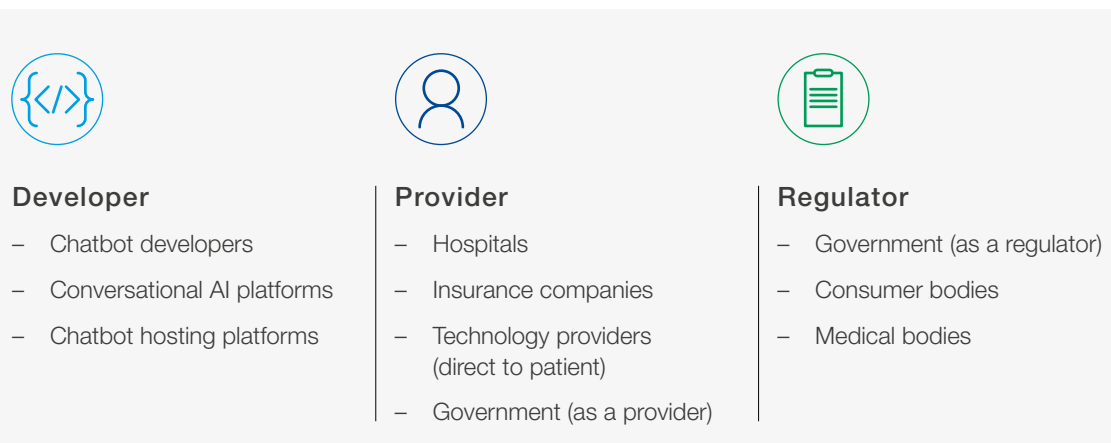 Developer
– Chatbot developers
– Conversational AI platforms
– Chatbot hosting platforms
Provider
– Hospitals
– Insurance companies
– Technology providers
(direct to patient)
– Government (as a provider)
Regulator
– Government (as a regulator)
– Consumer bodies
– Medical bodies